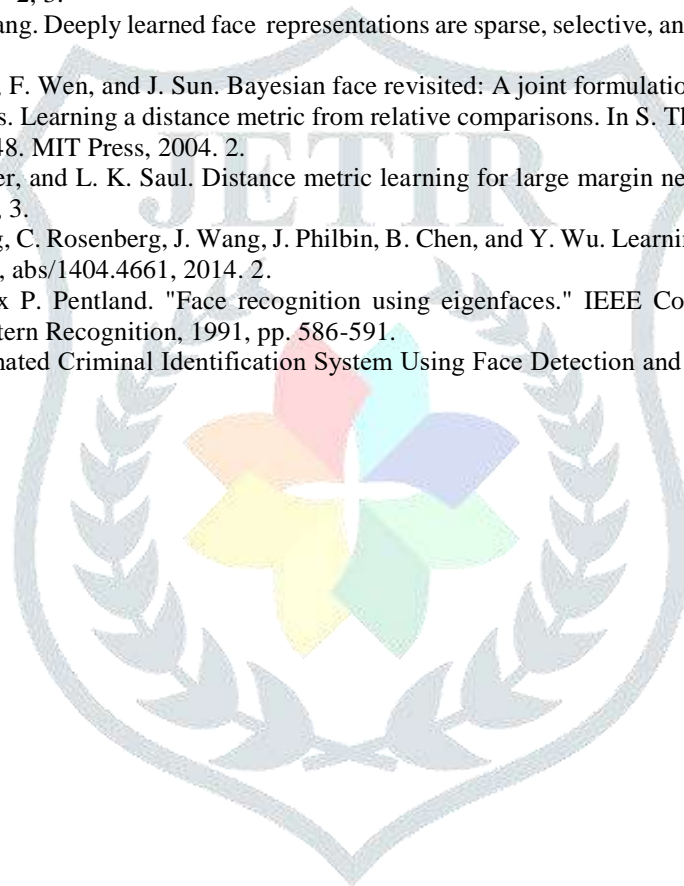 ang. Deeply learned face representations are sparse, selective, an
, F. Wen, and J. Sun. Bayesian face revisited: A joint formulatio
s. Learning a distance metric from relative comparisons. In S. Th
48. MIT Press, 2004. 2.
er, and L. K. Saul. Distance metric learning for large margin ne
, 3.
g, C. Rosenberg, J. Wang, J. Philbin, B. Chen, and Y. Wu. Learnin
, abs/1404.4661, 2014. 2.
x P. Pentland. "Face recognition using eigenfaces." IEEE Co
tern Recognition, 1991, pp. 586-591.
nated Criminal Identification System Using Face Detection and
JETIR